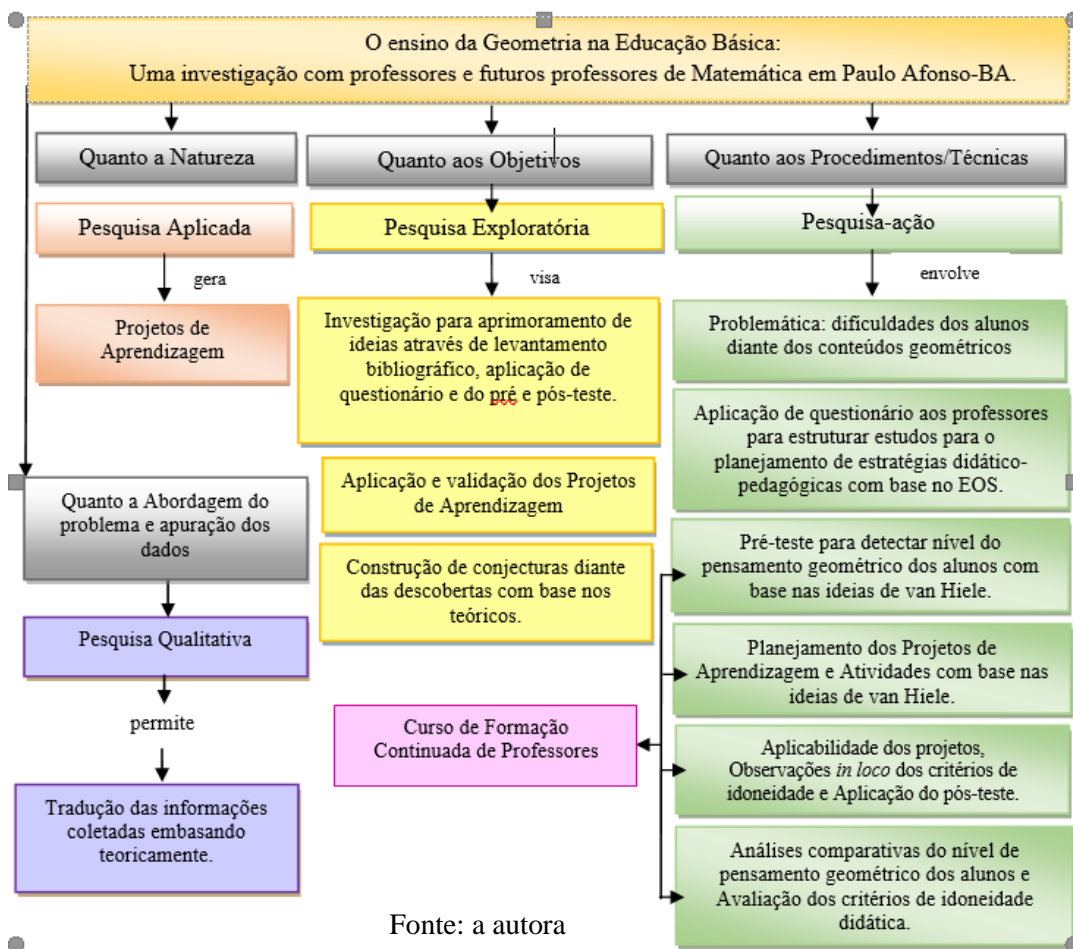 O ensino da Geometria na Educação Básica:
Uma investigação com professores e futuros professores de Matemática em Paulo Afonso-BA.
Quanto a Natureza
Pesquisa Aplicada
gera
Projetos de
Aprendizagem
Quanto a Abordagem do
problema e apuração dos
dados
Pesquisa Qualitativa
permite
Tradução das informações
coletadas embasando
teoricamente.
Quanto aos Objetivos
Pesquisa Exploratória
visa
Investigação para aprimoramento de
ideias através de levantamento
bibliográfico, aplicação de
questionário e do pré e pós-teste.
Aplicação e validação dos Projetos
de Aprendizagem
Construção de conjecturas diante
das descobertas com base nos
teóricos.
Curso de Formação
Continuada de Professores
Quanto aos Procedimentos/Técnicas
Pesquisa-ação
envolve
Problemática: dificuldades dos alunos
diante dos conteúdos geométricos
Aplicação de questionário aos professores
para estruturar estudos para o
planejamento de estratégias didático-
pedagógicas com base no EOS.
Pré-teste para detectar nível do
pensamento geométrico dos alunos com
base nas ideias de van Hiele.
Planejamento dos Projetos de
Aprendizagem e Atividades com base nas
ideias de van Hiele.
Aplicabilidade dos projetos,
Observações in loco dos critérios de
idoneidade e Aplicação do pós-teste.
Análises comparativas do nível de
pensamento geométrico dos alunos e
Avaliação dos critérios de idoneidade
didática.
Fonte: a autora